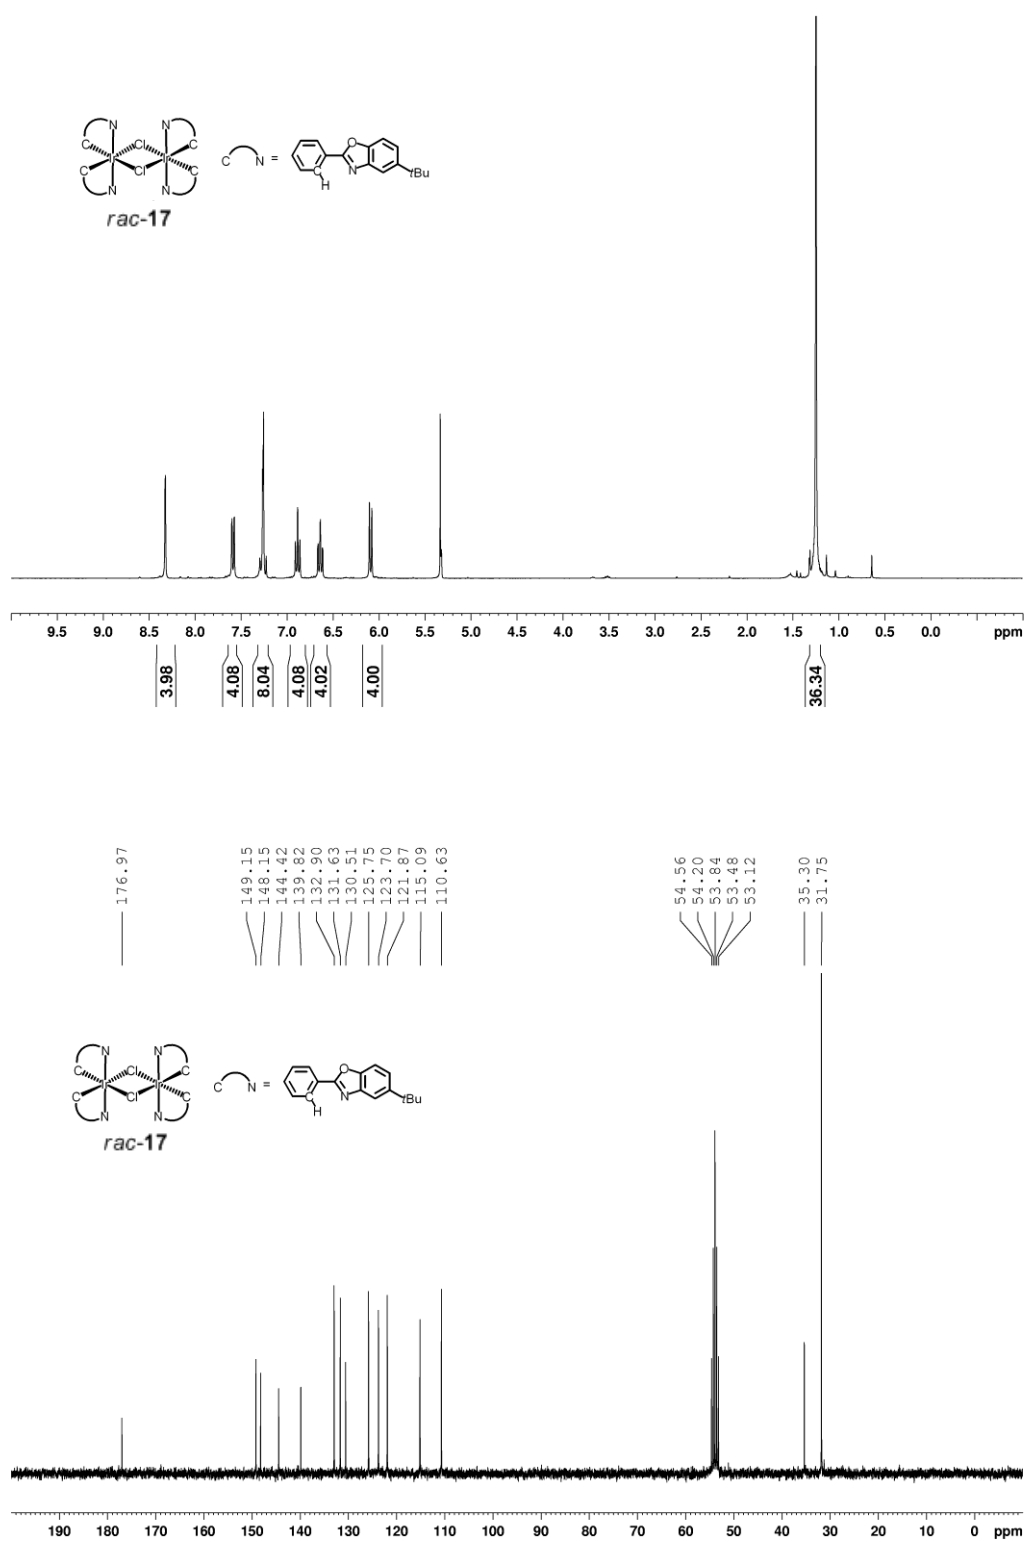 N N
C Cl C
Ir Ir
C Cl C
N N
C N =
O
N
C
H
tBu
rac-17
9.5 9.0 8.5 8.0 7.5 7.0 6.5 6.0 5.5 5.0 4.5 4.0 3.5 3.0 2.5 2.0 1.5 1.0 0.5 0.0 ppm
3.98 4.08 8.04 4.08 4.02 4.00 36.34
176.97
149.15
148.15
144.42
139.82
132.90
131.63
130.51
125.75
123.70
121.87
115.09
110.63
54.56
54.20
53.84
53.48
53.12
35.30
31.75
N N
C Cl C
Ir Ir
C Cl C
N N
C N =
O
N
C
H
tBu
rac-17
190 180 170 160 150 140 130 120 110 100 90 80 70 60 50 40 30 20 10 0 ppm